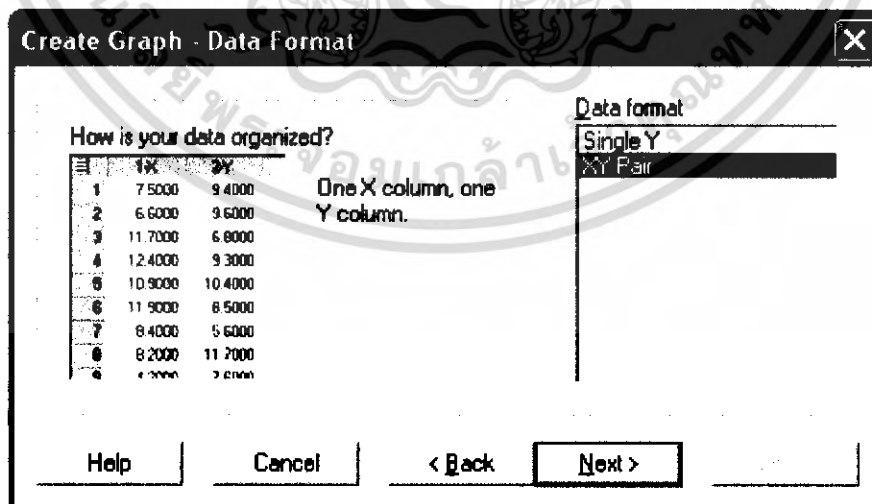 Create Graph - Data Format
Data format
How is your data organized?
Single Y
XY Pair
One X column, one
Y column.
1X 2Y
1 7.5000 9.4000
2 6.6000 9.6000
3 11.7000 6.8000
4 12.4000 9.3000
5 10.9000 10.4000
6 11.9000 8.5000
7 8.4000 5.6000
8 8.2000 11.7000
9
Help Cancel < Back Next >